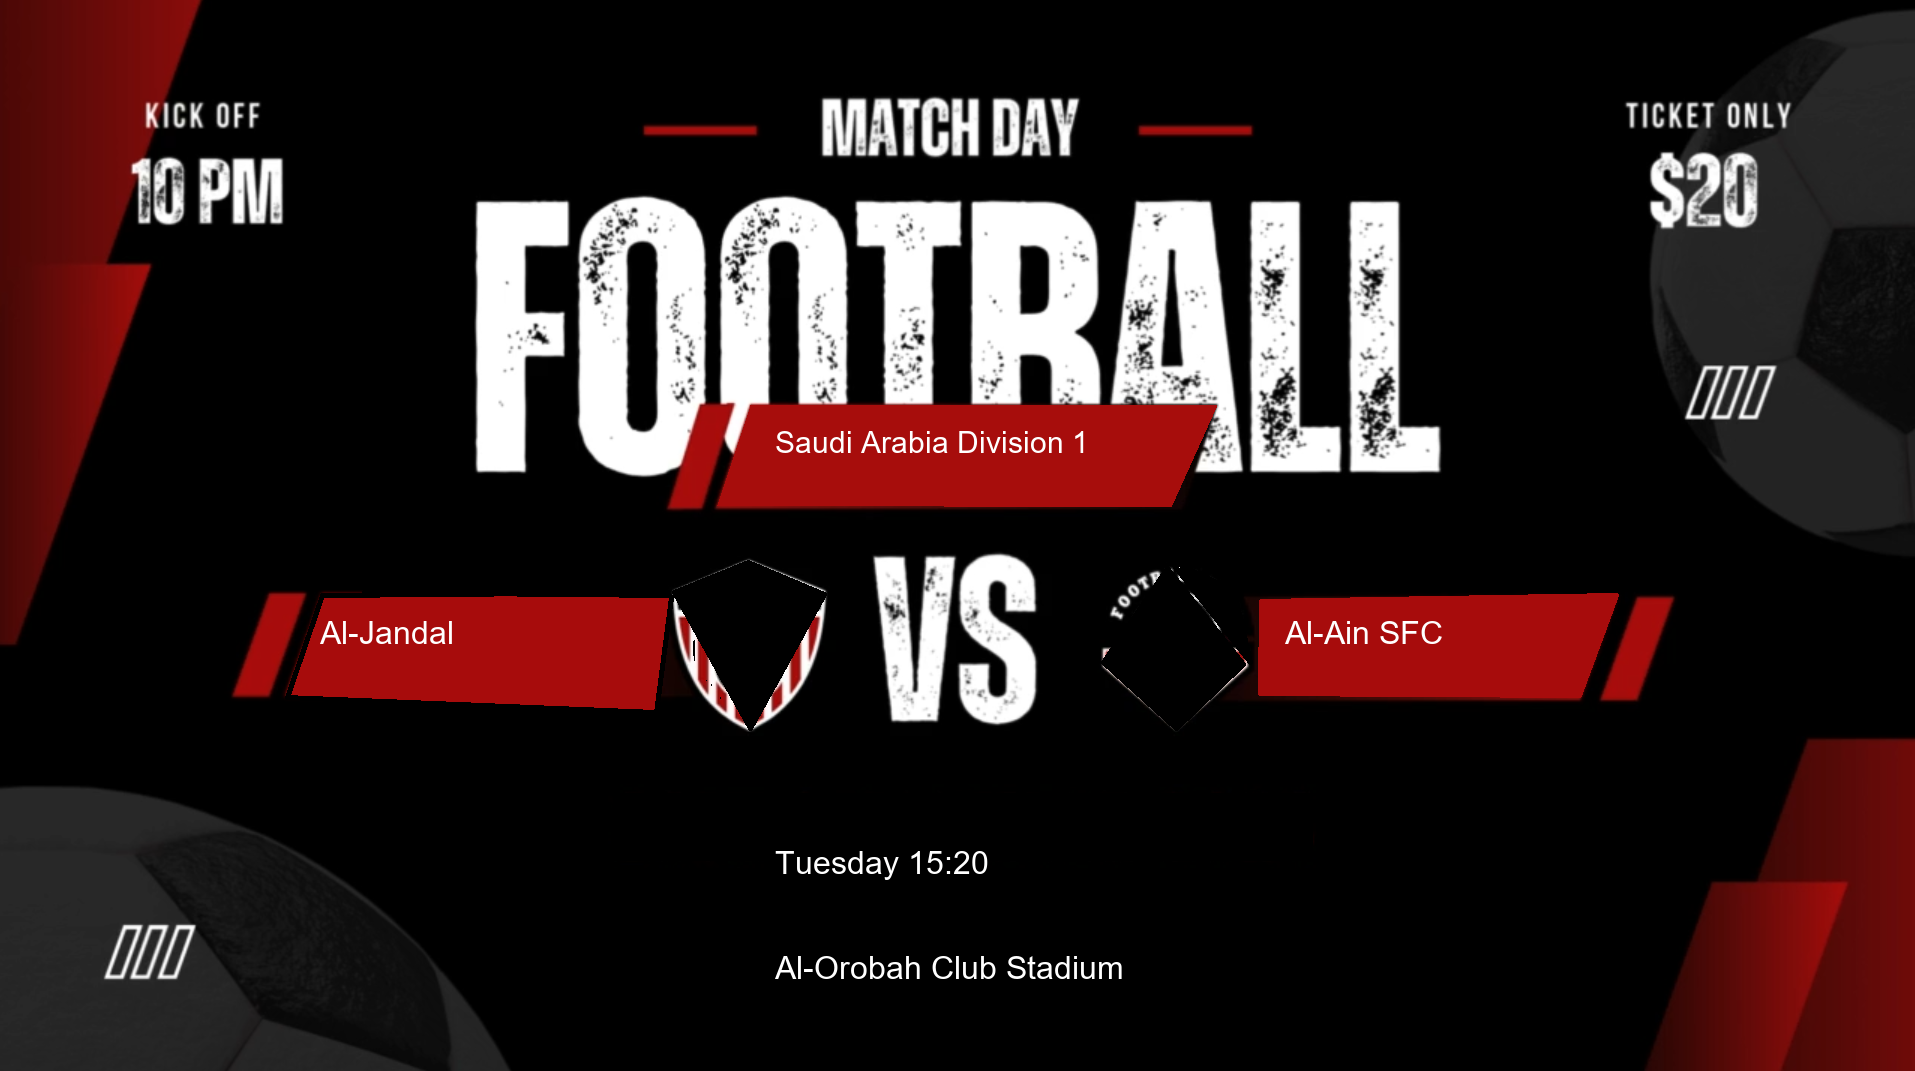 KICK OFF
10 PM
MATCH DAY
TICKET ONLY
$20
FOOTBALL
Saudi Arabia Division 1
Al-Jandal
VS
FOOTB
Al-Ain SFC
Tuesday 15:20
Al-Orobah Club Stadium